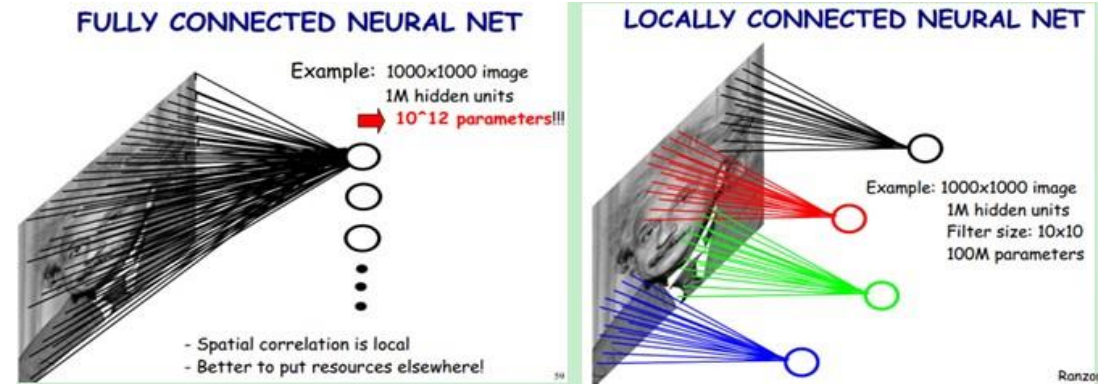 FULLY CONNECTED NEURAL NET
Example: 1000x1000 image
1M hidden units
10^12 parameters!!!
- Spatial correlation is local
- Better to put resources elsewhere!
59
LOCALLY CONNECTED NEURAL NET
Example: 1000x1000 image
1M hidden units
Filter size: 10x10
100M parameters
Ranzo